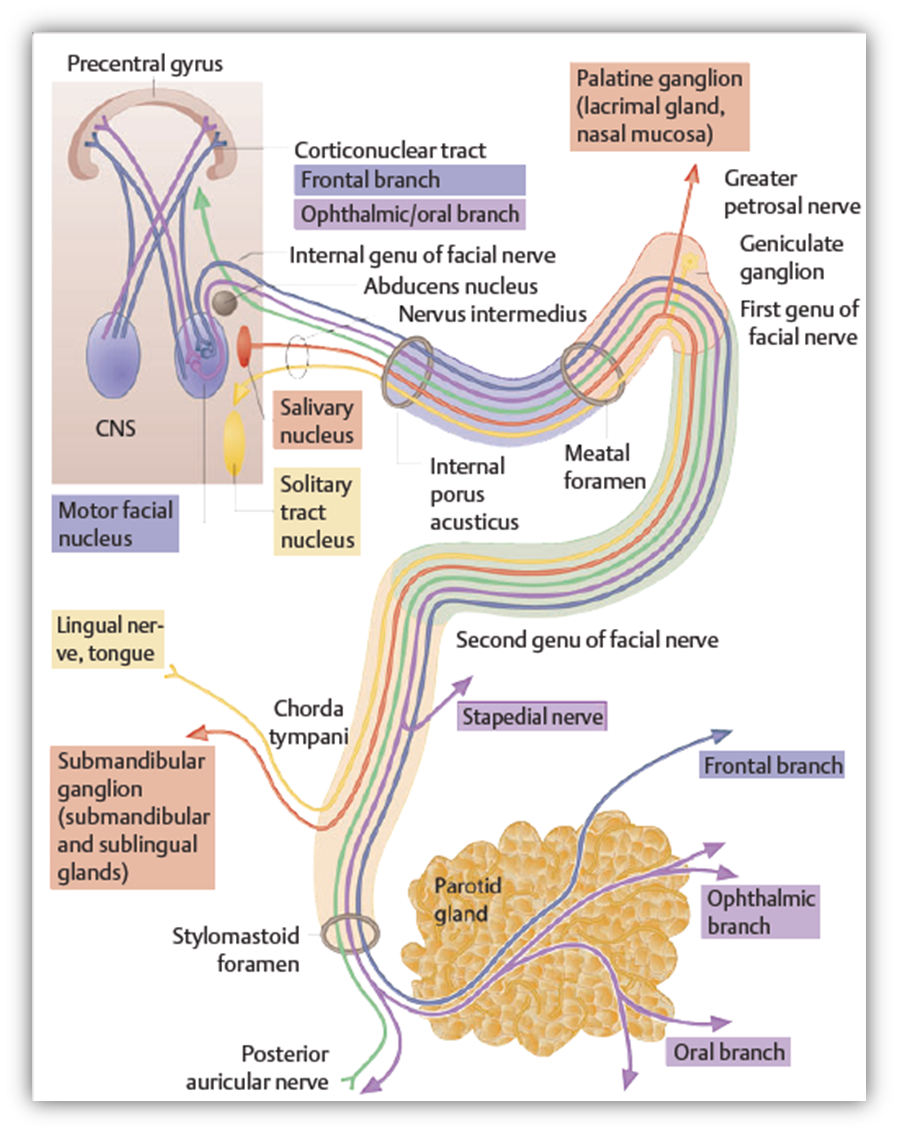 Precentral gyrus
Palatine ganglion
(lacrimal gland,
nasal mucosa)
Corticonuclear tract
Frontal branch
Ophthalmic/oral branch
Greater
petrosal nerve
Geniculate
ganglion
Internal genu of facial nerve
Abducens nucleus
Nervus intermedius
First genu of
facial nerve
CNS
Salivary
nucleus
Internal
porus
acusticus
Meatal
foramen
Motor facial
nucleus
Solitary
tract
nucleus
Lingual ner-
ve, tongue
Second genu of facial nerve
Chorda
tympani
Stapedial nerve
Submandibular
ganglion
(submandibular
and sublingual
glands)
Frontal branch
Parotid
gland
Ophthalmic
branch
Stylomastoid
foramen
Oral branch
Posterior
auricular nerve